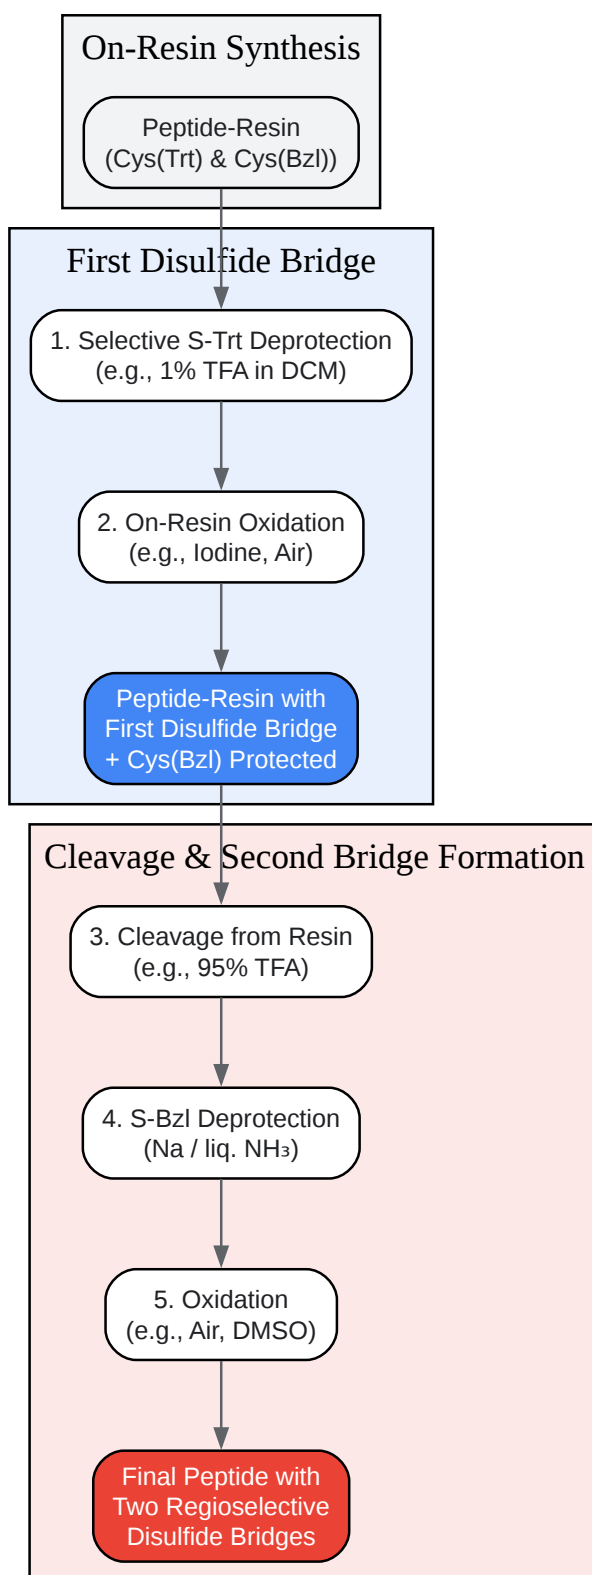 On-Resin Synthesis
Peptide-Resin
(Cys(Trt) & Cys(Bzl))
First Disulfide Bridge
1. Selective S-Trt Deprotection
(e.g., 1% TFA in DCM)
2. On-Resin Oxidation
(e.g., Iodine, Air)
Peptide-Resin with
First Disulfide Bridge
+ Cys(Bzl) Protected
Cleavage & Second Bridge Formation
3. Cleavage from Resin
(e.g., 95% TFA)
4. S-Bzl Deprotection
(Na / liq. NH₃)
5. Oxidation
(e.g., Air, DMSO)
Final Peptide with
Two Regioselective
Disulfide Bridges